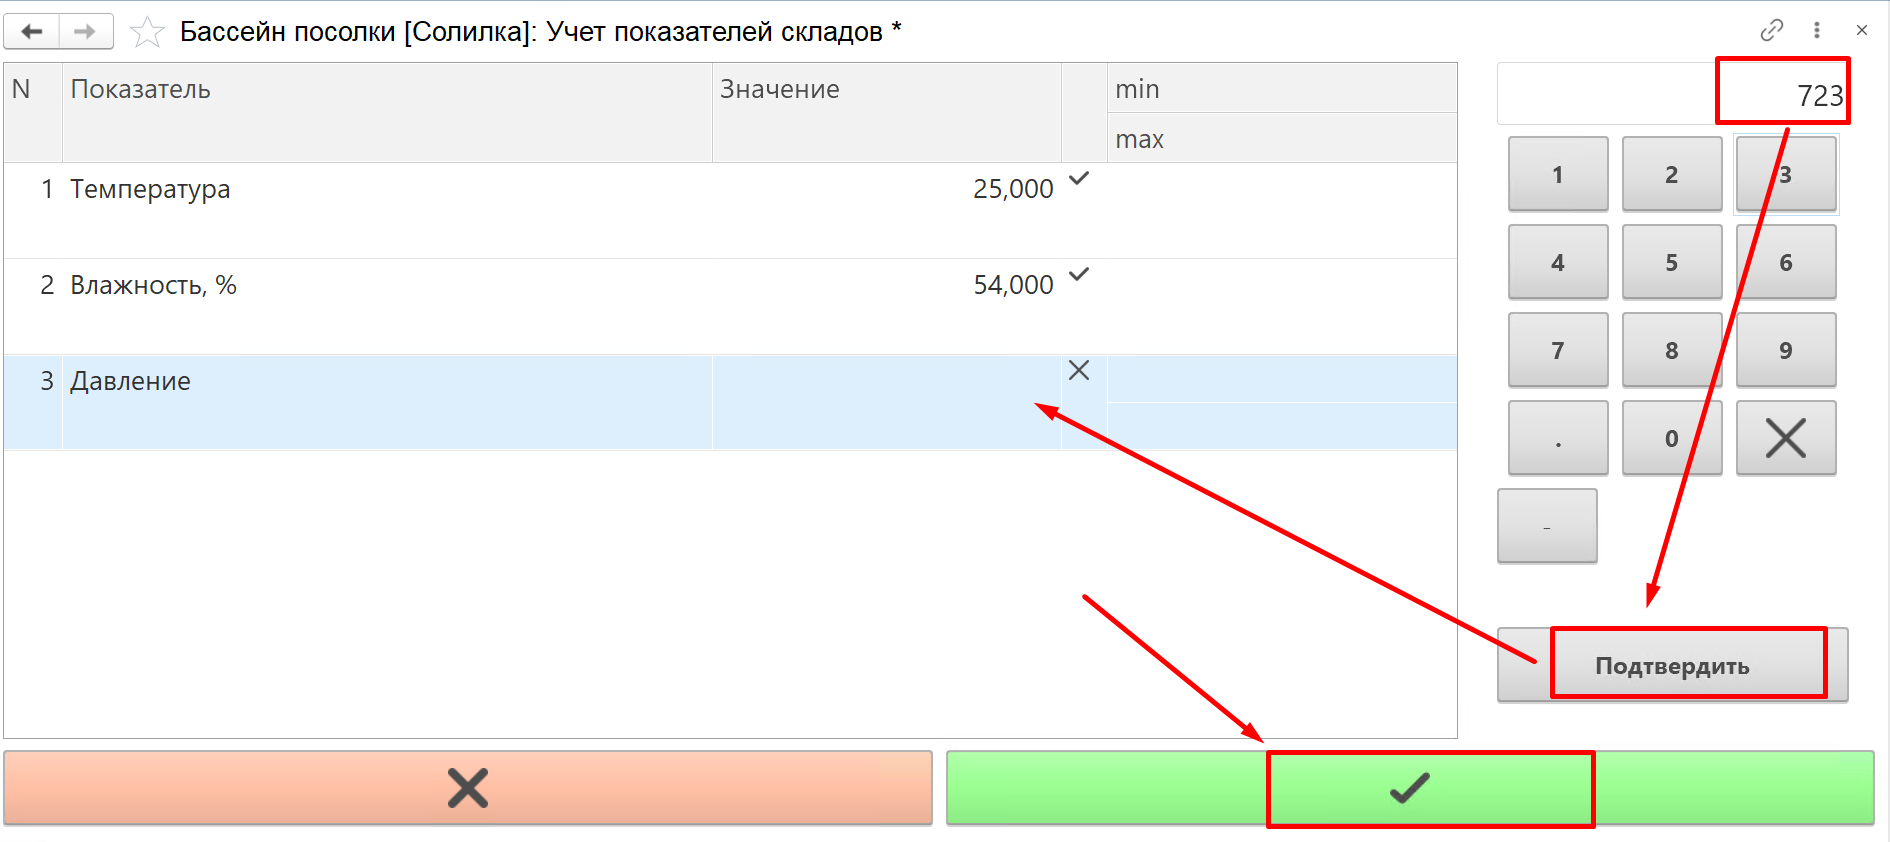 Бассейн посолки [Солилка]: Учет показателей складов *
N Показатель Значение min
max
1 Температура 25,000
2 Влажность, % 54,000
3 Давление
723
1 2 3
4 5 6
7 8 9
. 0
-
Подтвердить